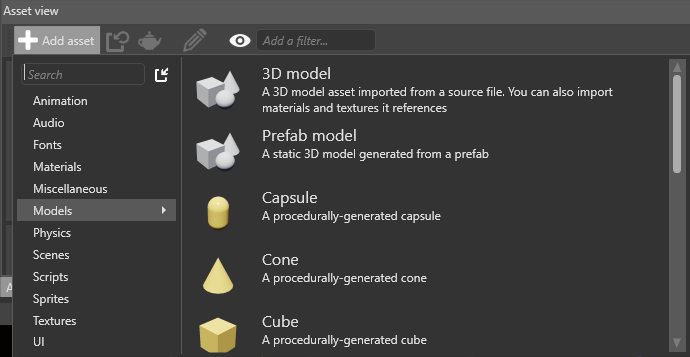 Asset view
Add asset
Add a filter...
Search
Animation
Audio
Fonts
Materials
Miscellaneous
Models
Physics
Scenes
Scripts
Sprites
Textures
UI
3D model
A 3D model asset imported from a source file. You can also import
materials and textures it references
Prefab model
A static 3D model generated from a prefab
Capsule
A procedurally-generated capsule
Cone
A procedurally-generated cone
Cube
A procedurally-generated cube